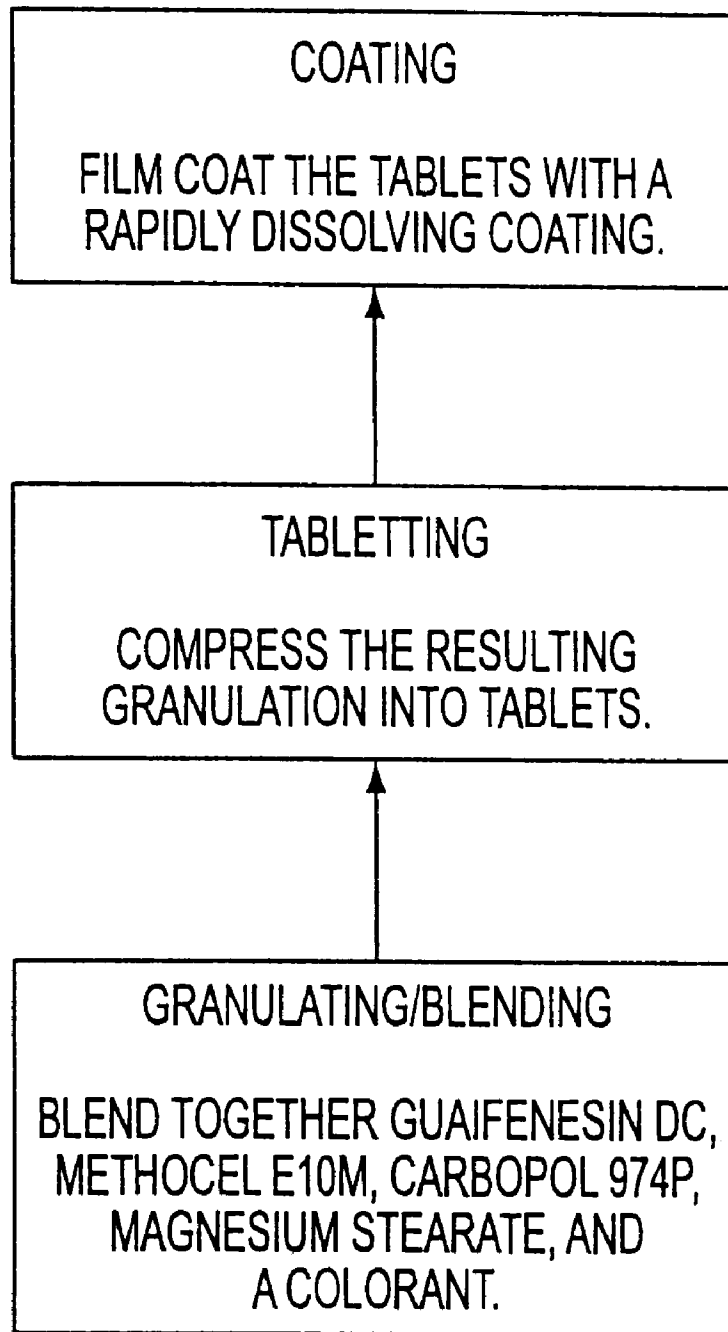 COATING
FILM COAT THE TABLETS WITH A
RAPIDLY DISSOLVING COATING.
TABLETTING
COMPRESS THE RESULTING
GRANULATION INTO TABLETS.
GRANULATING/BLENDING
BLEND TOGETHER GUAIFENESIN DC,
METHOCEL E10M, CARBOPOL 974P,
MAGNESIUM STEARATE, AND
A COLORANT.